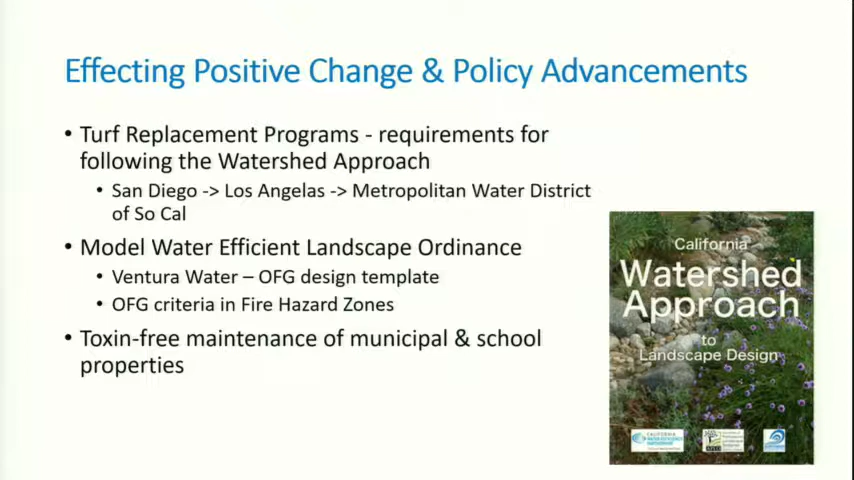 Effecting Positive Change & Policy Advancements
• Turf Replacement Programs - requirements for
following the Watershed Approach
• San Diego -> Los Angelas -> Metropolitan Water District
of So Cal
• Model Water Efficient Landscape Ordinance
• Ventura Water – OFG design template
• OFG criteria in Fire Hazard Zones
• Toxin-free maintenance of municipal & school
properties
California
Watershed
Approach
to
Landscape Design
CALIFORNIA